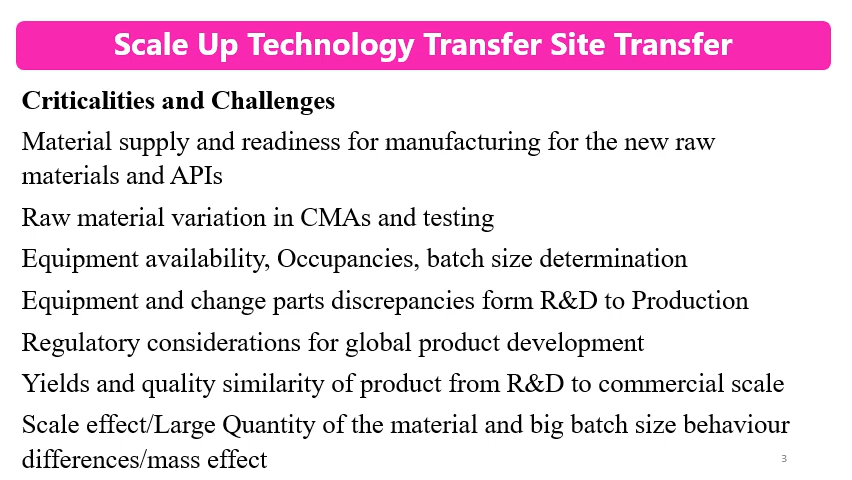 Scale Up Technology Transfer Site Transfer
Criticalities and Challenges
Material supply and readiness for manufacturing for the new raw
materials and APIs
Raw material variation in CMAs and testing
Equipment availability, Occupancies, batch size determination
Equipment and change parts discrepancies form R&D to Production
Regulatory considerations for global product development
Yields and quality similarity of product from R&D to commercial scale
Scale effect/Large Quantity of the material and big batch size behaviour
differences/mass effect
3